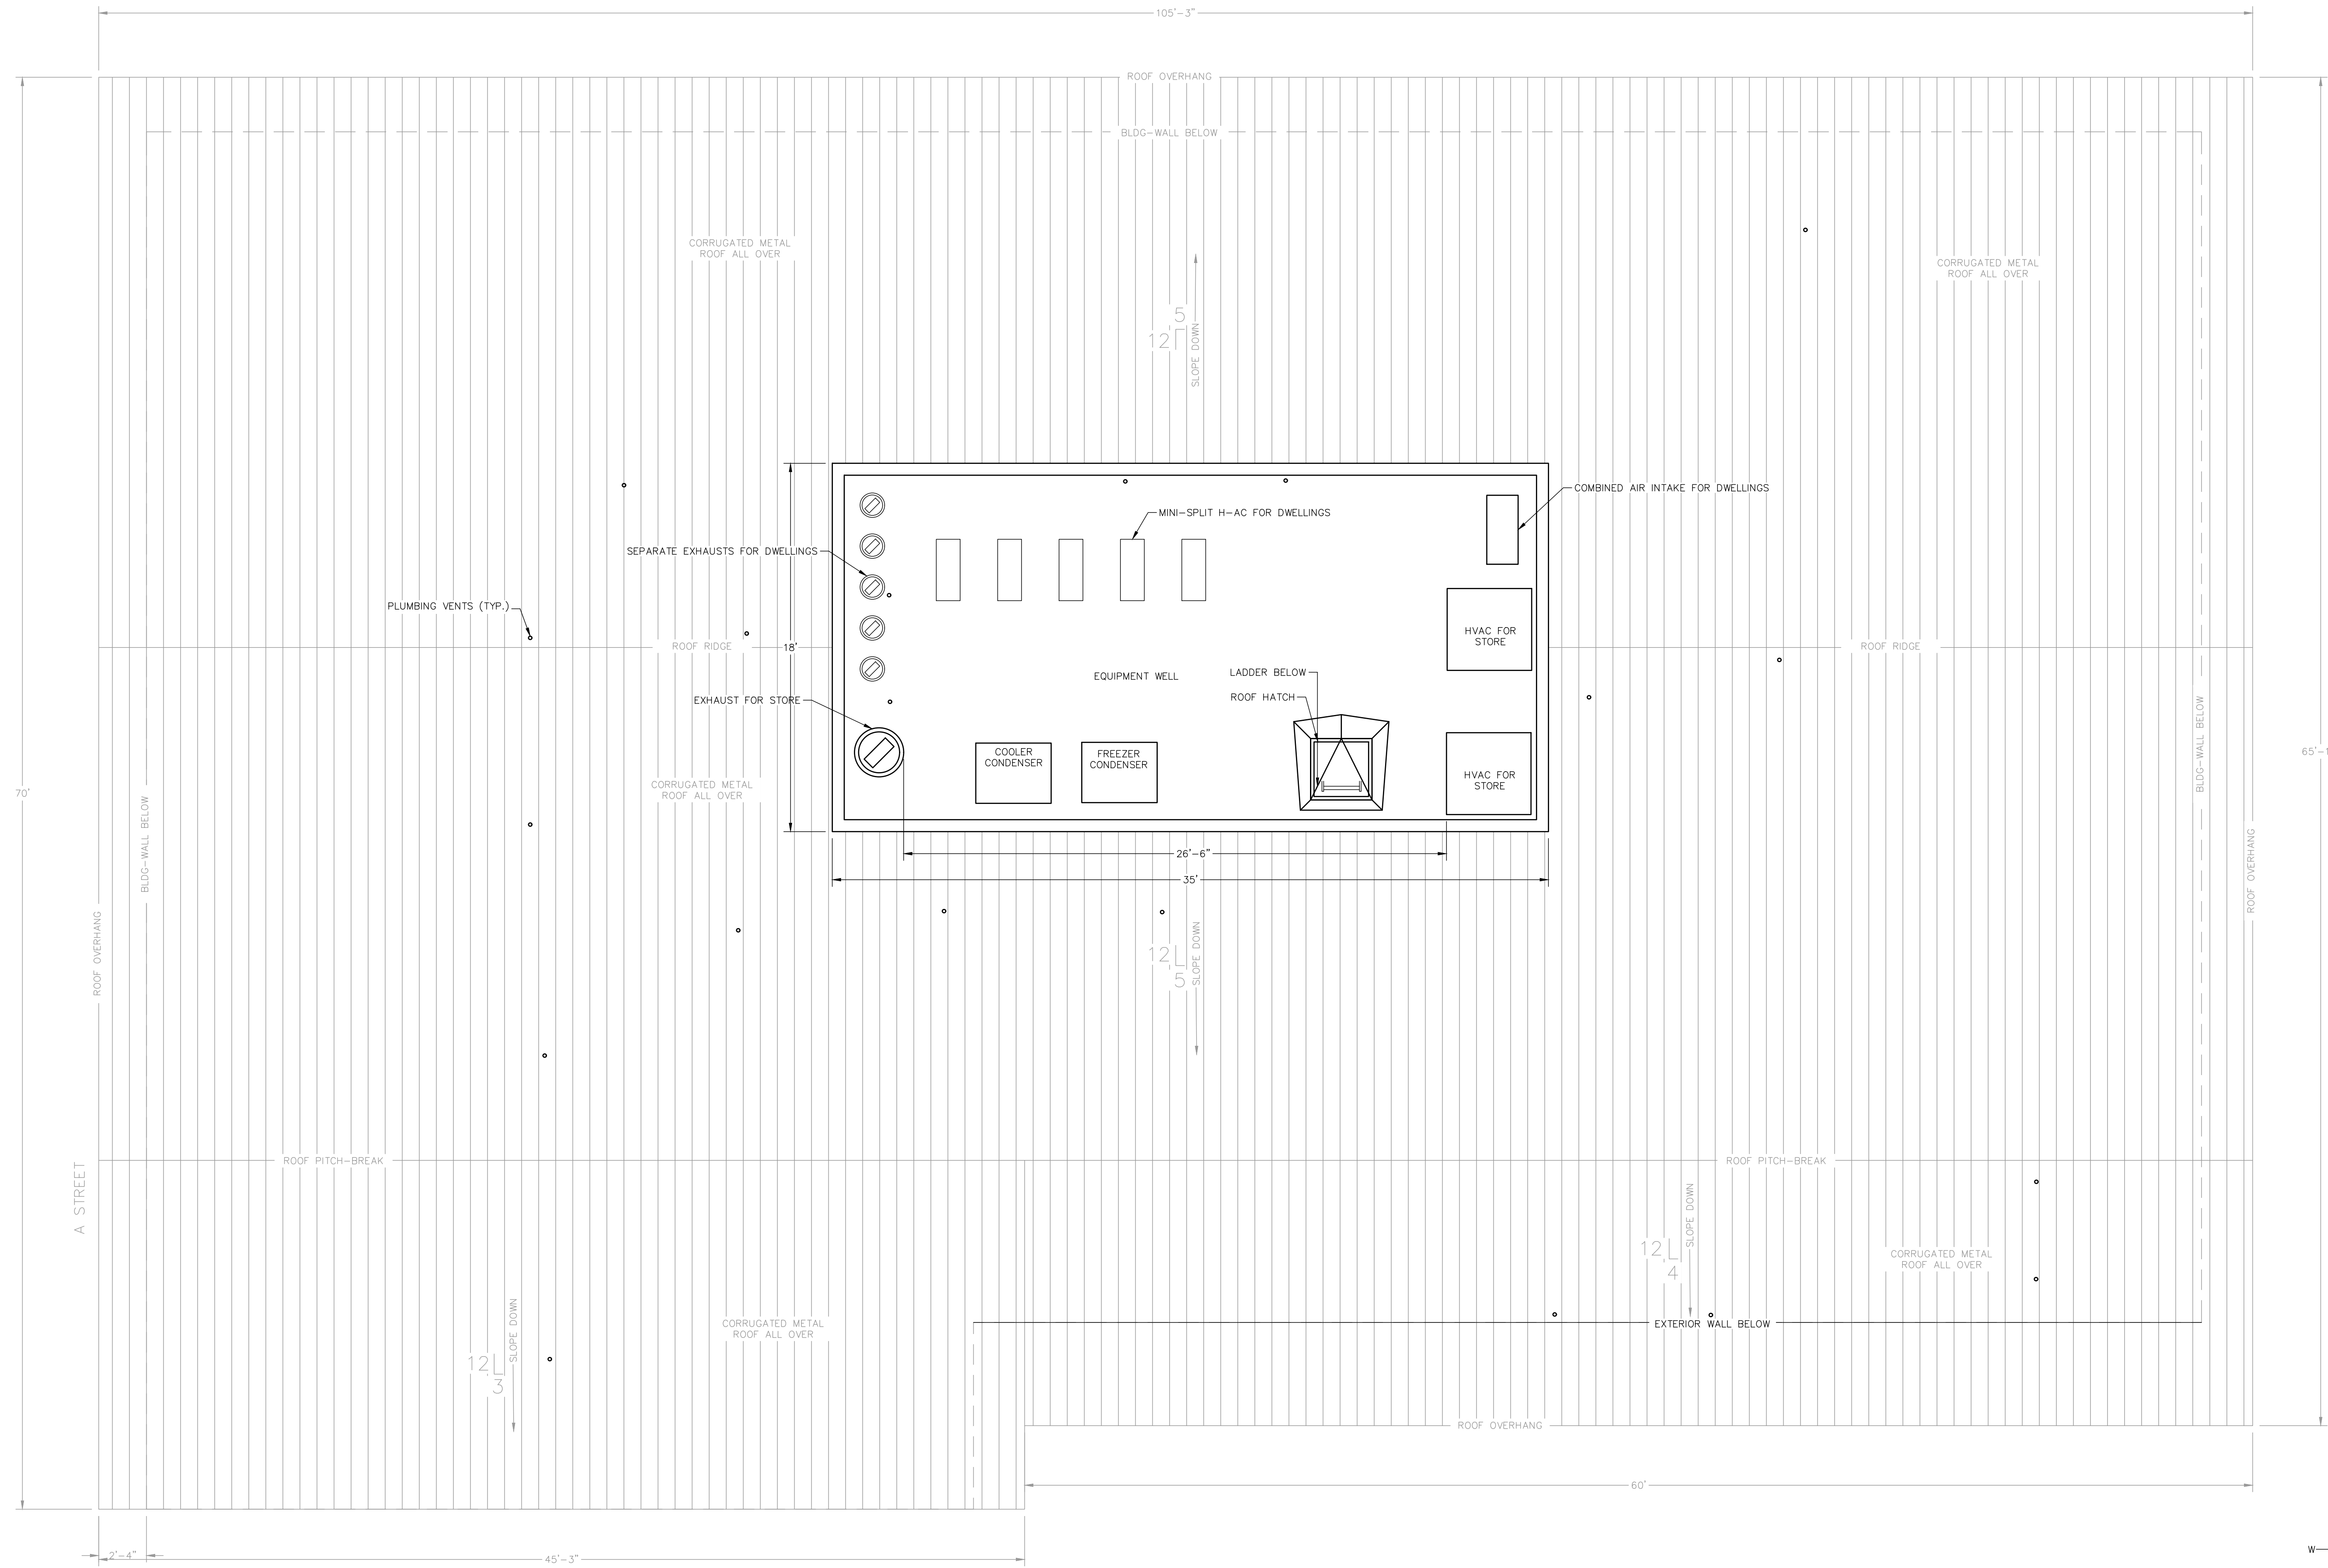 105'-3"
ROOF OVERHANG
BLDG-WALL BELOW
CORRUGATED METAL
ROOF ALL OVER
CORRUGATED METAL
ROOF ALL OVER
5
12
SLOPE DOWN
COMBINED AIR INTAKE FOR DWELLINGS
MINI-SPLIT H-AC FOR DWELLINGS
SEPARATE EXHAUSTS FOR DWELLINGS
PLUMBING VENTS (TYP.)
HVAC FOR
STORE
ROOF RIDGE
18'
ROOF RIDGE
LADDER BELOW
EQUIPMENT WELL
ROOF HATCH
EXHAUST FOR STORE
BLDG-WALL BELOW
COOLER
CONDENSER
FREEZER
CONDENSER
HVAC FOR
STORE
65'-1
70'
CORRUGATED METAL
ROOF ALL OVER
BLDG-WALL BELOW
26'-6"
35'
ROOF OVERHANG
ROOF OVERHANG
12
5
SLOPE DOWN
ROOF PITCH-BREAK
ROOF PITCH-BREAK
A STREET
12
4
SLOPE DOWN
CORRUGATED METAL
ROOF ALL OVER
CORRUGATED METAL
ROOF ALL OVER
EXTERIOR WALL BELOW
12
3
SLOPE DOWN
ROOF OVERHANG
60'
2'-4"
45'-3"
W